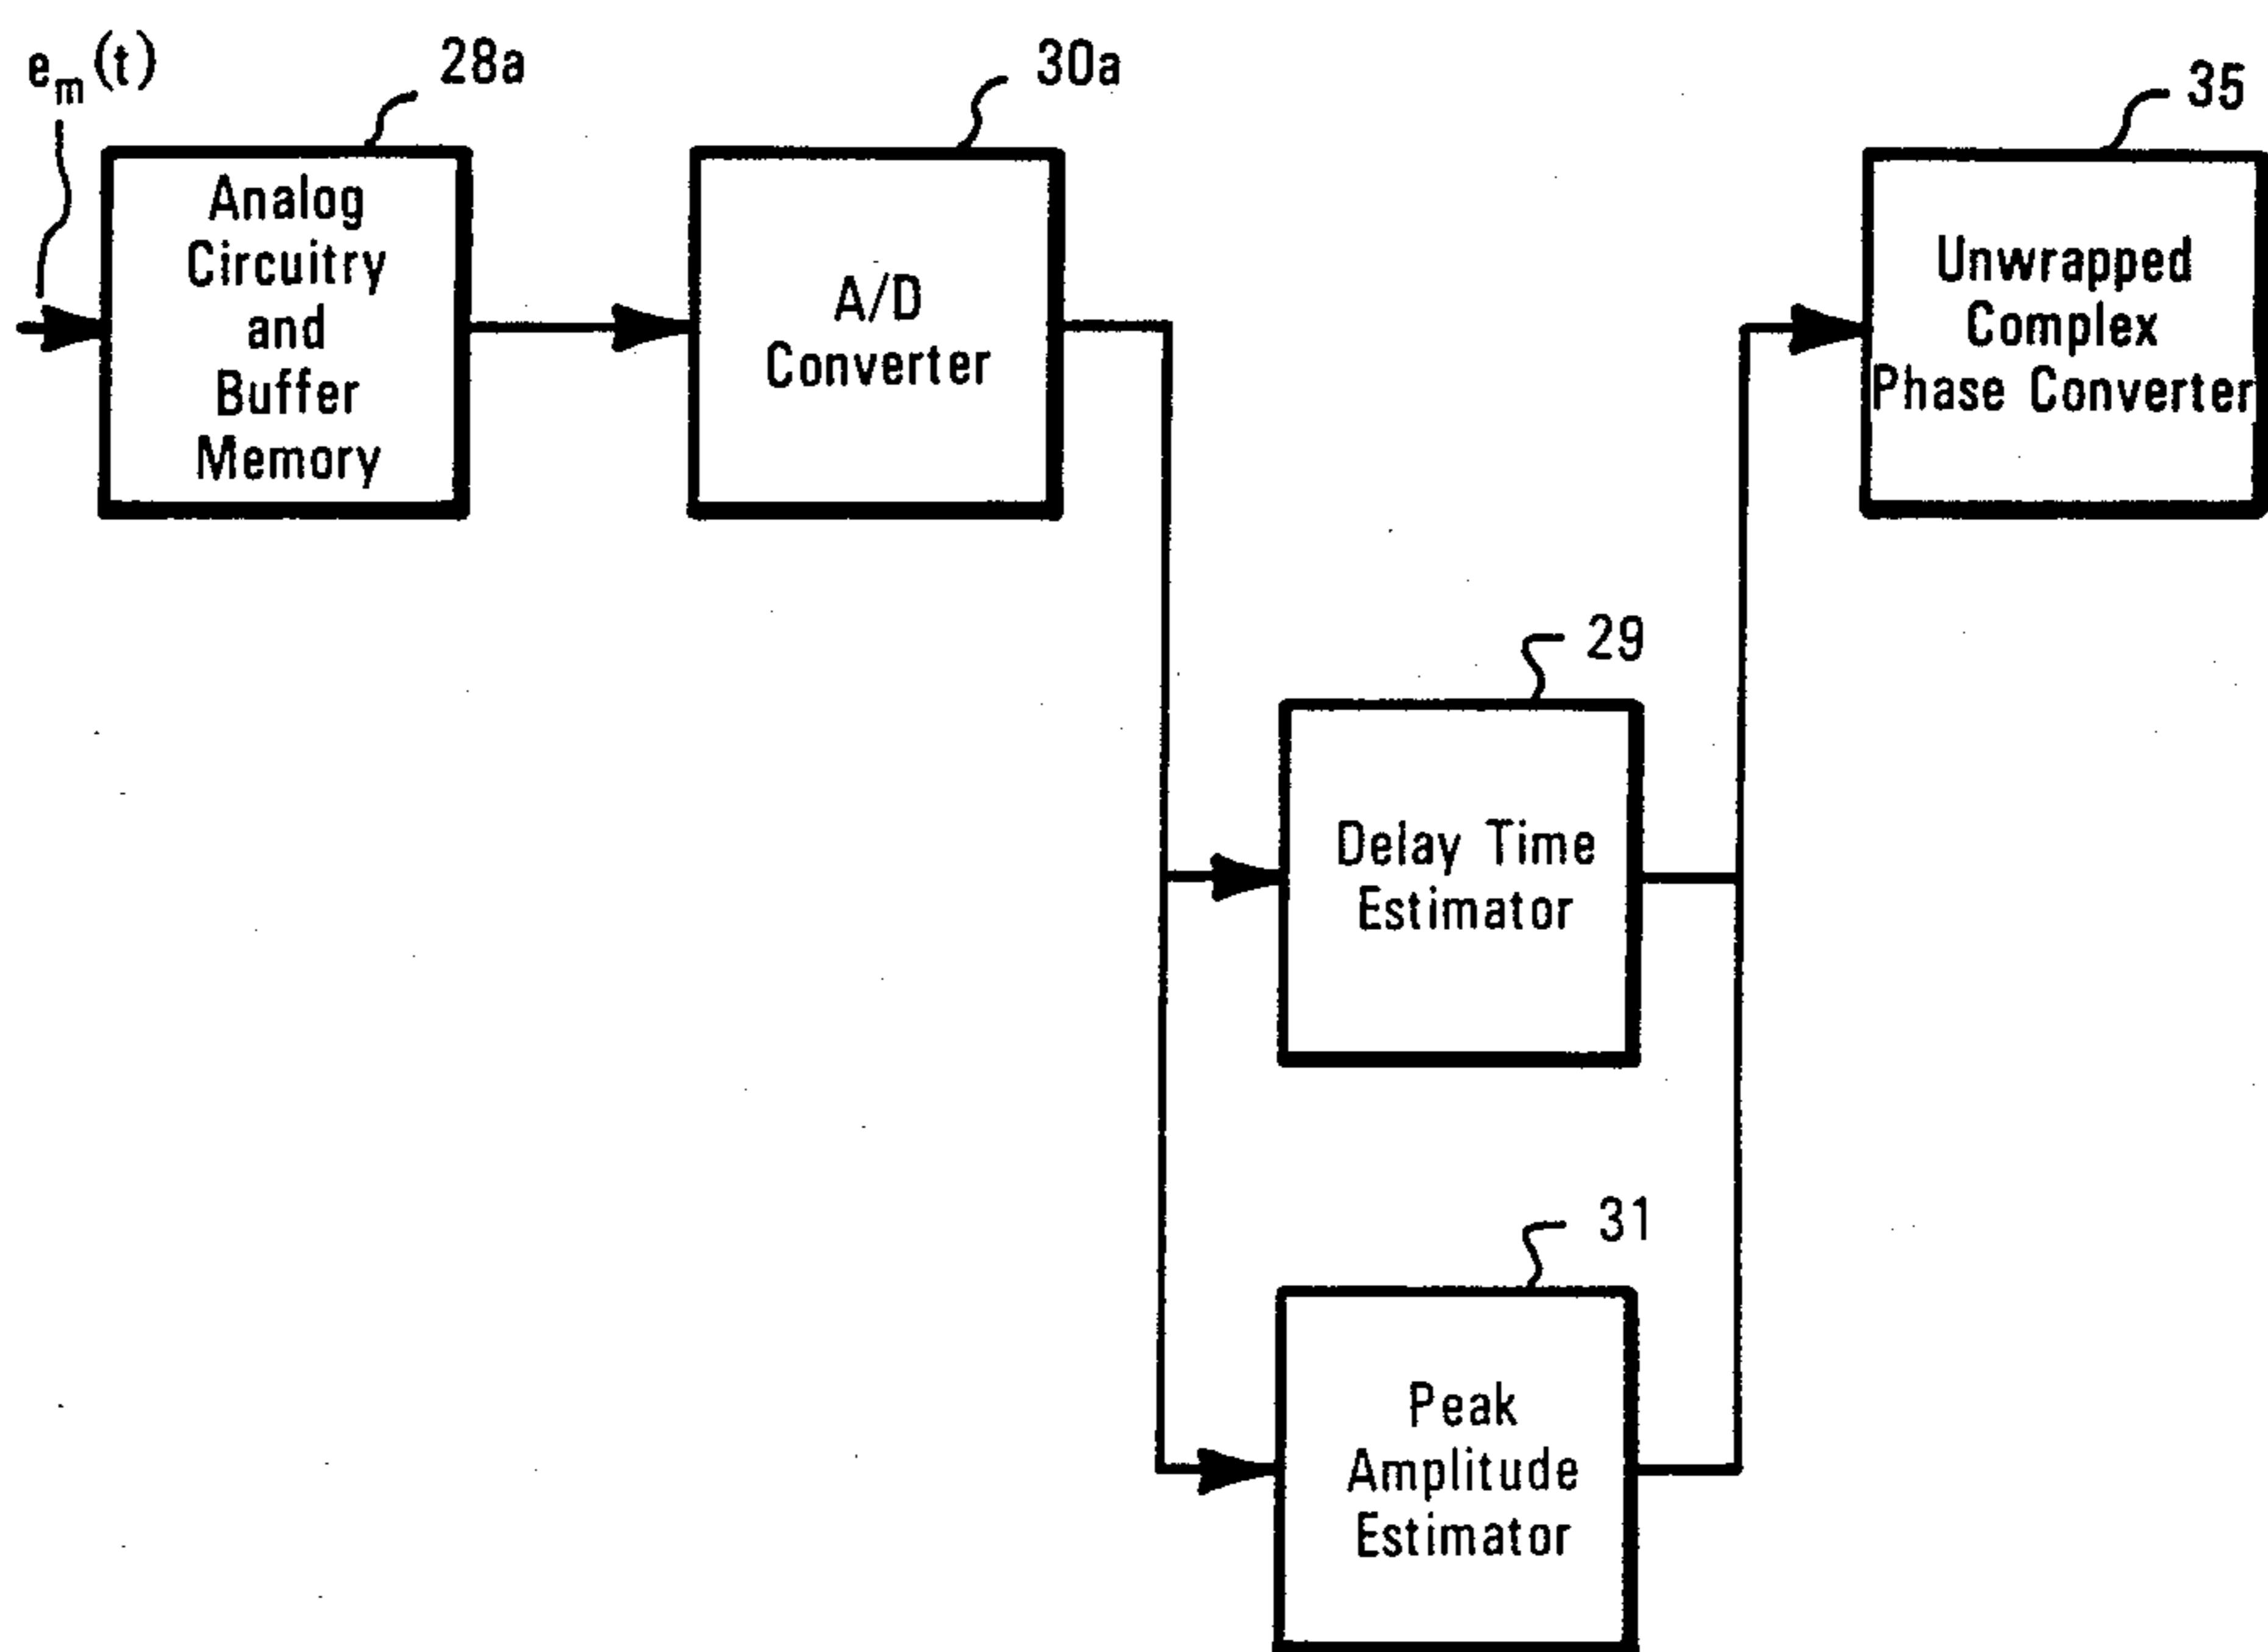 e_m(t)
28a
30a
35
Analog
Circuitry
and
Buffer
Memory
A/D
Converter
Unwrapped
Complex
Phase Converter
29
Delay Time
Estimator
31
Peak
Amplitude
Estimator